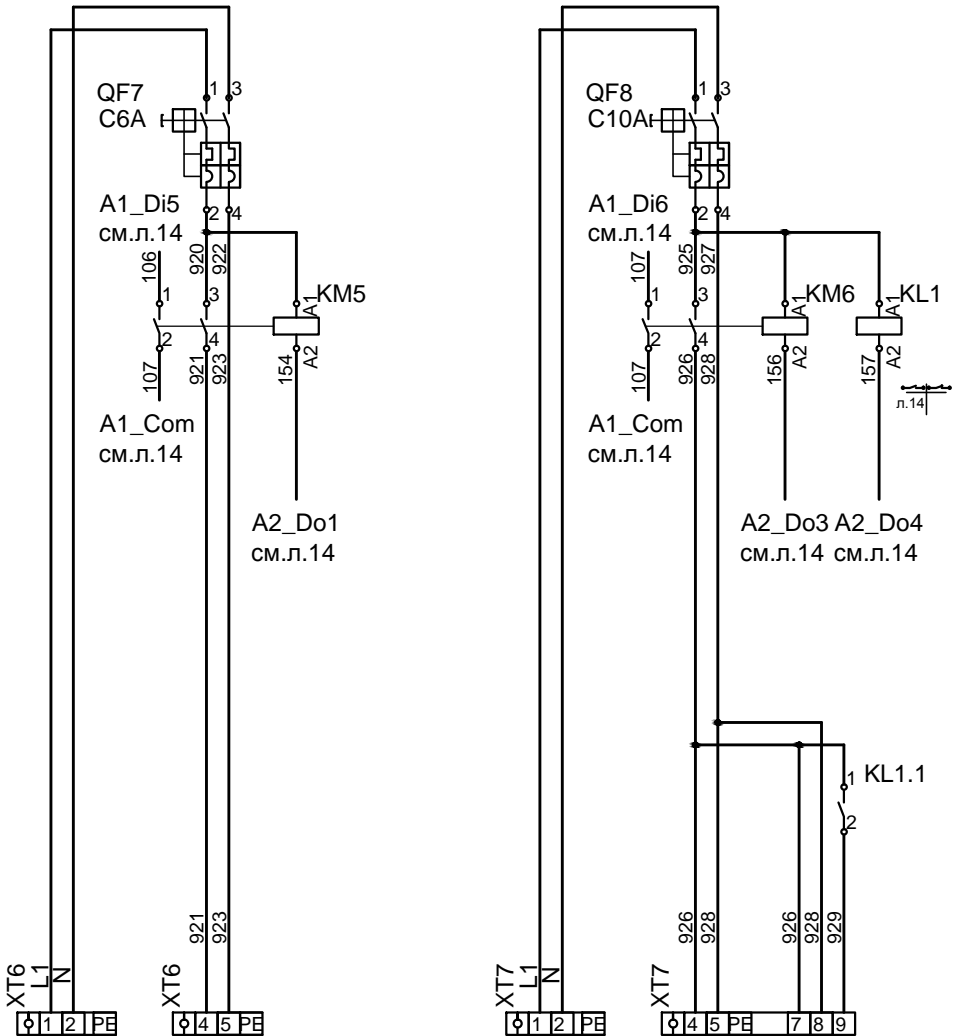 QF7
C6A
1
3
2
4
A1_Di5
см.л.14
106
920
922
1
3
A1
KM5
2
4
107
921
923
154
A2
A1_Com
см.л.14
A2_Do1
см.л.14
921
923
XT6
L1
N
XT6
1 2 PE
4 5 PE
QF8
C10A
1
3
2
4
A1_Di6
см.л.14
107
925
927
1
3
A1
KM6
A1
KL1
2
4
107
926
928
156
A2
157
A2
л.14
A1_Com
см.л.14
A2_Do3
см.л.14
A2_Do4
см.л.14
1
KL1.1
2
926
928
926
928
929
XT7
L1
N
XT7
1 2 PE
4 5 PE 7 8 9